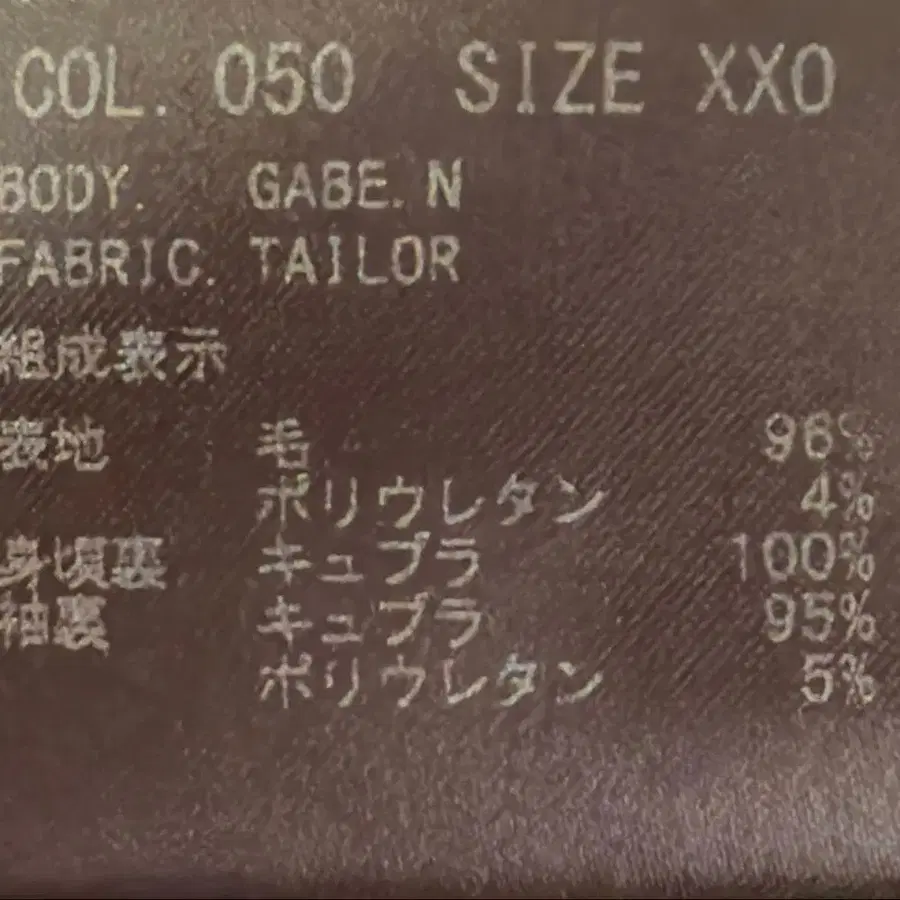 COL. 050 SIZE XXO
BODY. GABE.N
FABRIC. TAILOR
組成表示
表地 毛 96%
ポリウレタン 4%
身頃裏 キュプラ 100%
袖裏 キュプラ 95%
ポリウレタン 5%